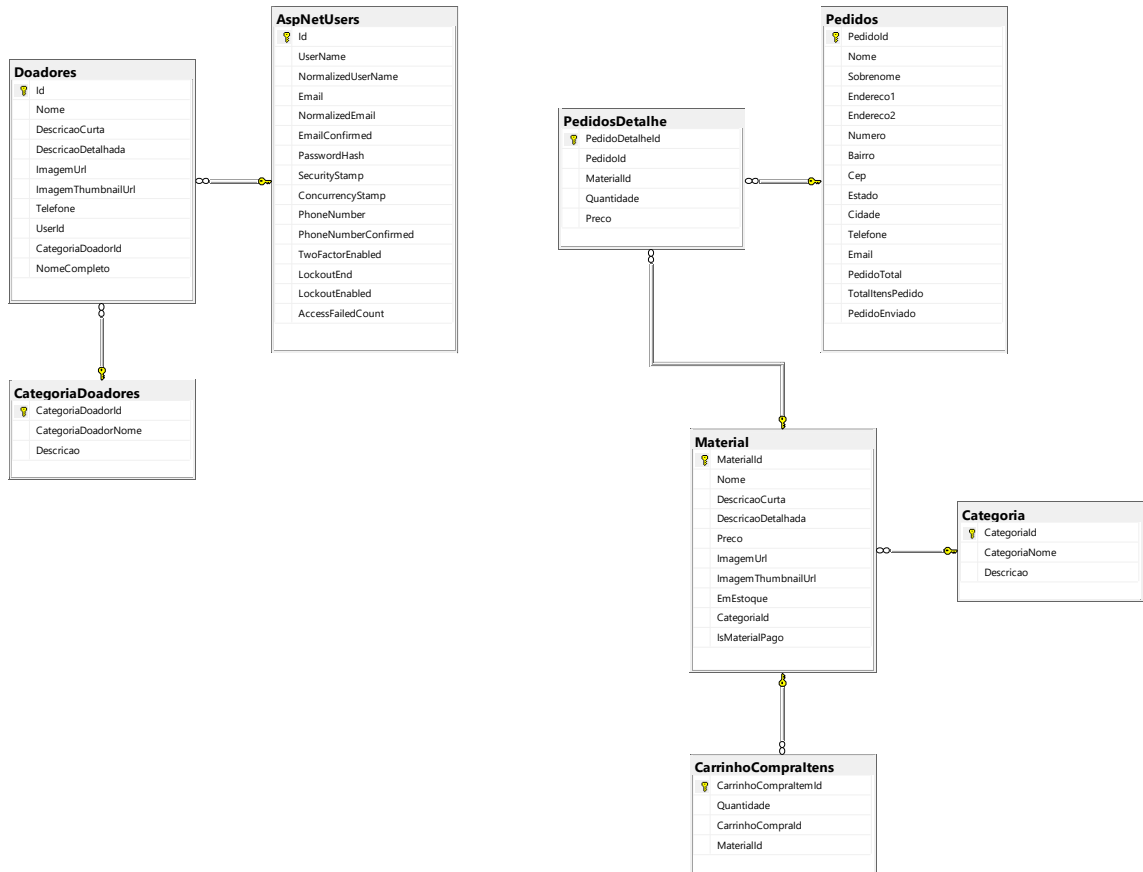 AspNetUsers
Id
UserName
NormalizedUserName
Email
NormalizedEmail
EmailConfirmed
PasswordHash
SecurityStamp
ConcurrencyStamp
PhoneNumber
PhoneNumberConfirmed
TwoFactorEnabled
LockoutEnd
LockoutEnabled
AccessFailedCount
Doadores
Id
Nome
DescricaoCurta
DescricaoDetalhada
ImagemUrl
ImagemThumbnailUrl
Telefone
UserId
CategoriaDoadorId
NomeCompleto
CategoriaDoadores
CategoriaDoadorId
CategoriaDoadorNome
Descricao
Pedidos
PedidoId
Nome
Sobrenome
Endereco1
Endereco2
Numero
Bairro
Cep
Estado
Cidade
Telefone
Email
PedidoTotal
TotalItensPedido
PedidoEnviado
PedidosDetalhe
PedidoDetalheId
PedidoId
MaterialId
Quantidade
Preco
Material
MaterialId
Nome
DescricaoCurta
DescricaoDetalhada
Preco
ImagemUrl
ImagemThumbnailUrl
EmEstoque
CategoriaId
IsMaterialPago
Categoria
CategoriaId
CategoriaNome
Descricao
CarrinhoCompraItens
CarrinhoCompraItemId
Quantidade
CarrinhoCompraId
MaterialId